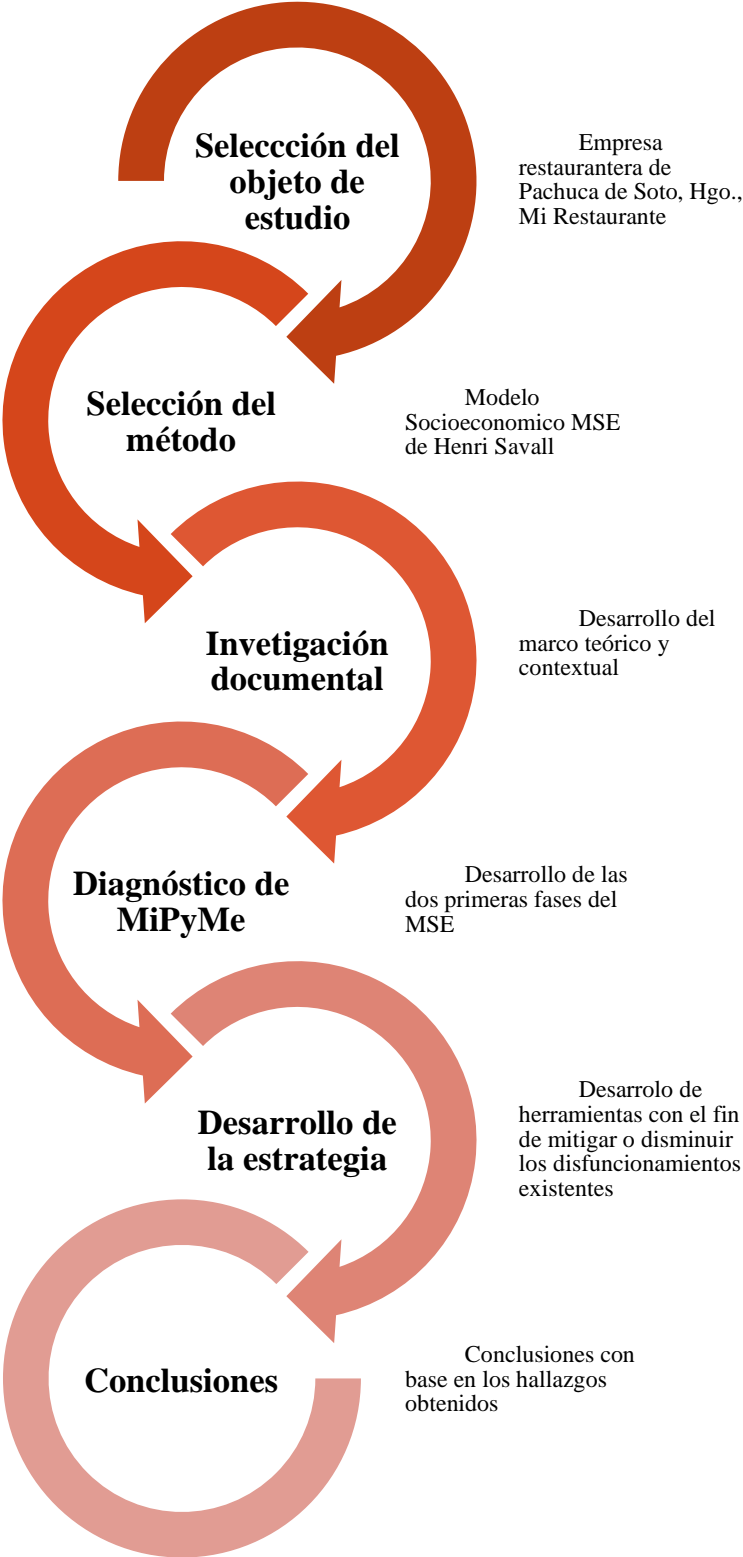 Seleccción del
objeto de
estudio
Empresa
restaurantera de
Pachuca de Soto, Hgo.,
Mi Restaurante
Selección del
método
Modelo
Socioeconomico MSE
de Henri Savall
Invetigación
documental
Desarrollo del
marco teórico y
contextual
Diagnóstico de
MiPyMe
Desarrollo de las
dos primeras fases del
MSE
Desarrollo de
la estrategia
Desarrolo de
herramientas con el fin
de mitigar o disminuir
los disfuncionamientos
existentes
Conclusiones
Conclusiones con
base en los hallazgos
obtenidos